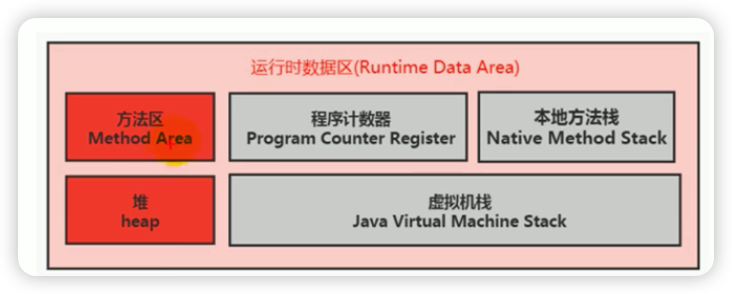 运行时数据区(Runtime Data Area)
方法区
Method Area
程序计数器
Program Counter Register
本地方法栈
Native Method Stack
堆
heap
虚拟机栈
Java Virtual Machine Stack